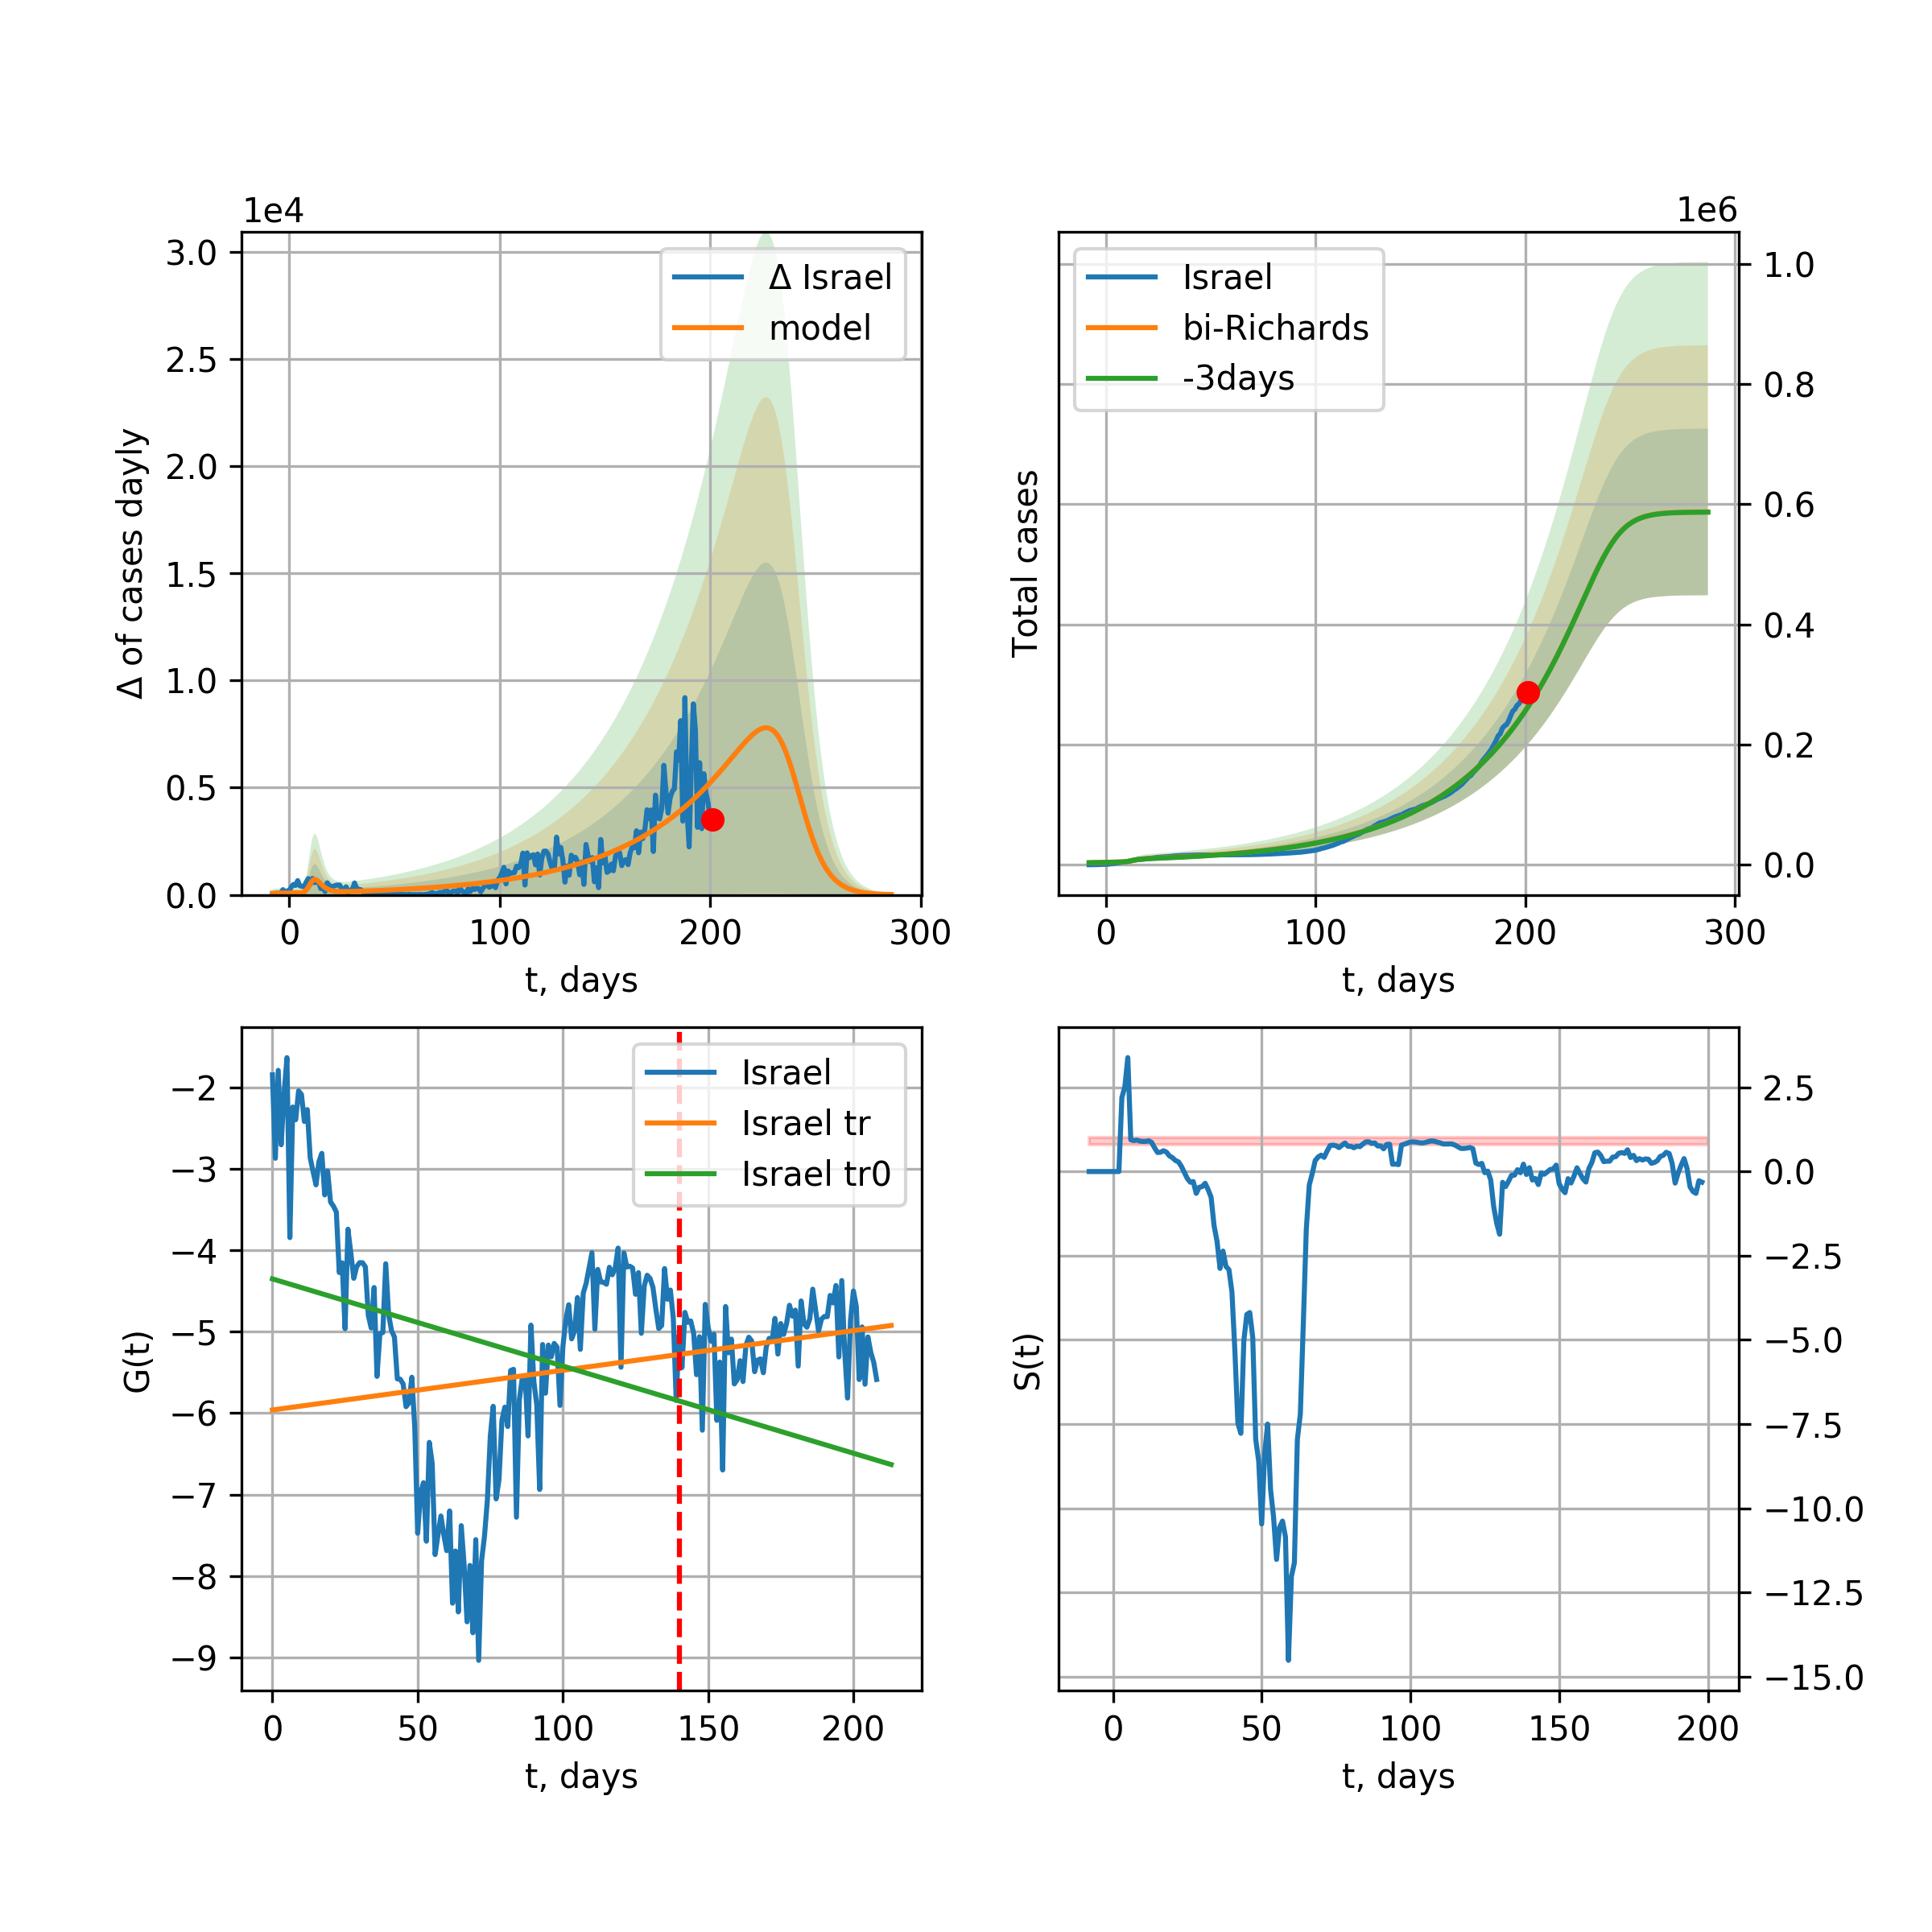 1e4
3.0
2.5
2.0
1.5
1.0
0.5
0.0
Δ of cases dayly
0 100 200 300
t, days
Δ Israel
model
1e6
Israel
bi-Richards
-3days
Total cases
1.0
0.8
0.6
0.4
0.2
0.0
0 100 200 300
t, days
−2
−3
−4
−5
−6
−7
−8
−9
G(t)
Israel
Israel tr
Israel tr0
0 50 100 150 200
t, days
S(t)
2.5
0.0
−2.5
−5.0
−7.5
−10.0
−12.5
−15.0
0 50 100 150 200
t, days